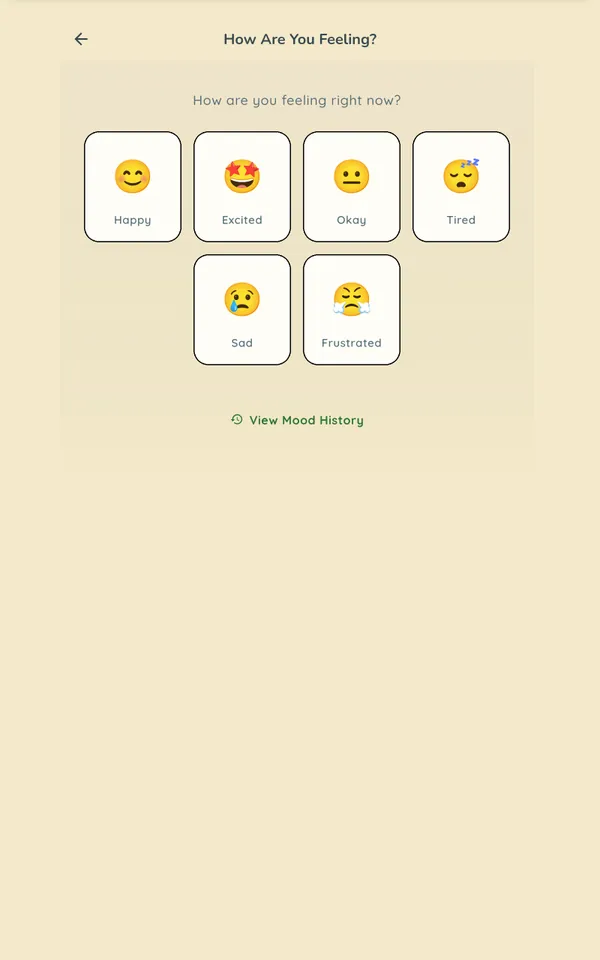 How Are You Feeling?
How are you feeling right now?
Happy
Excited
Okay
Tired
Sad
Frustrated
View Mood History